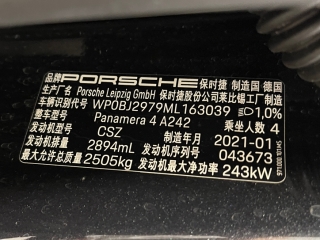 品牌 PORSCHE 保时捷 制造国 德国
生产厂名 Porsche Leipzig GmbH 保时捷股份公司莱比锡工厂制造
车辆识别代号 WP0BJ2979ML163039 1,0%
车辆型号 Panamera 4 A242 乘坐人数 4
发动机型号 CSZ 制造年月 2021-01
发动机排量 2894mL 发动机序列号 043673
最大允许总质量 2505kg 发动机最大净功率 243kW